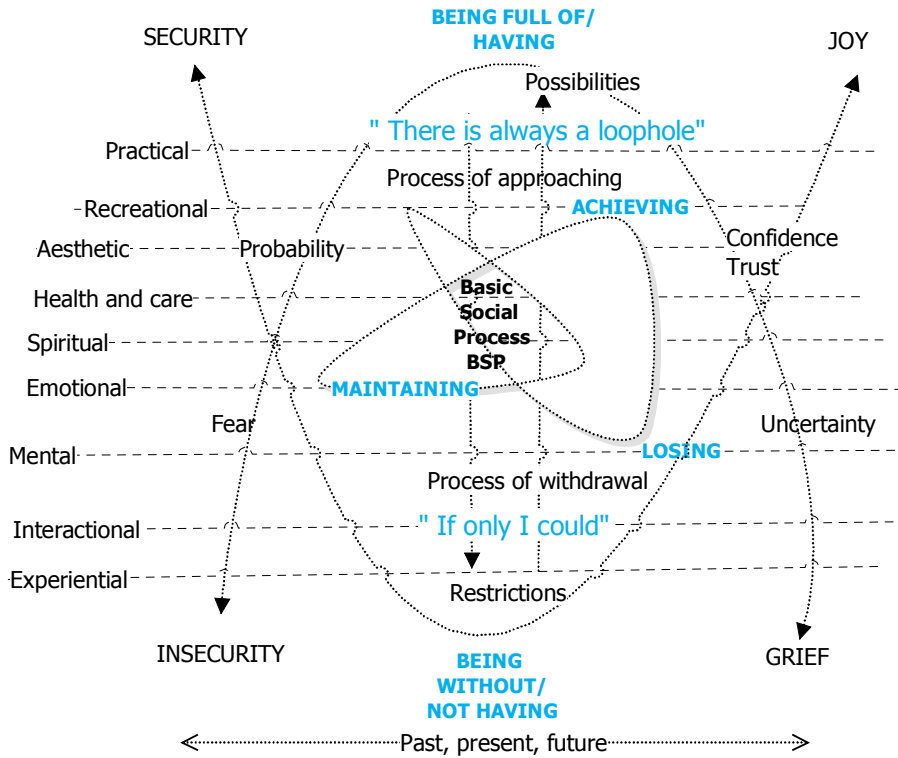 BEING FULL OF/
HAVING
SECURITY
JOY
Possibilities
" There is always a loophole"
Practical
Process of approaching
Recreational
ACHIEVING
Aesthetic
Probability
Confidence
Trust
Health and care
Basic
Social
Process
BSP
Spiritual
Emotional
MAINTAINING
Fear
Uncertainty
Mental
LOSING
Process of withdrawal
Interactional
" If only I could"
Experiential
Restrictions
INSECURITY
GRIEF
BEING
WITHOUT/
NOT HAVING
Past, present, future